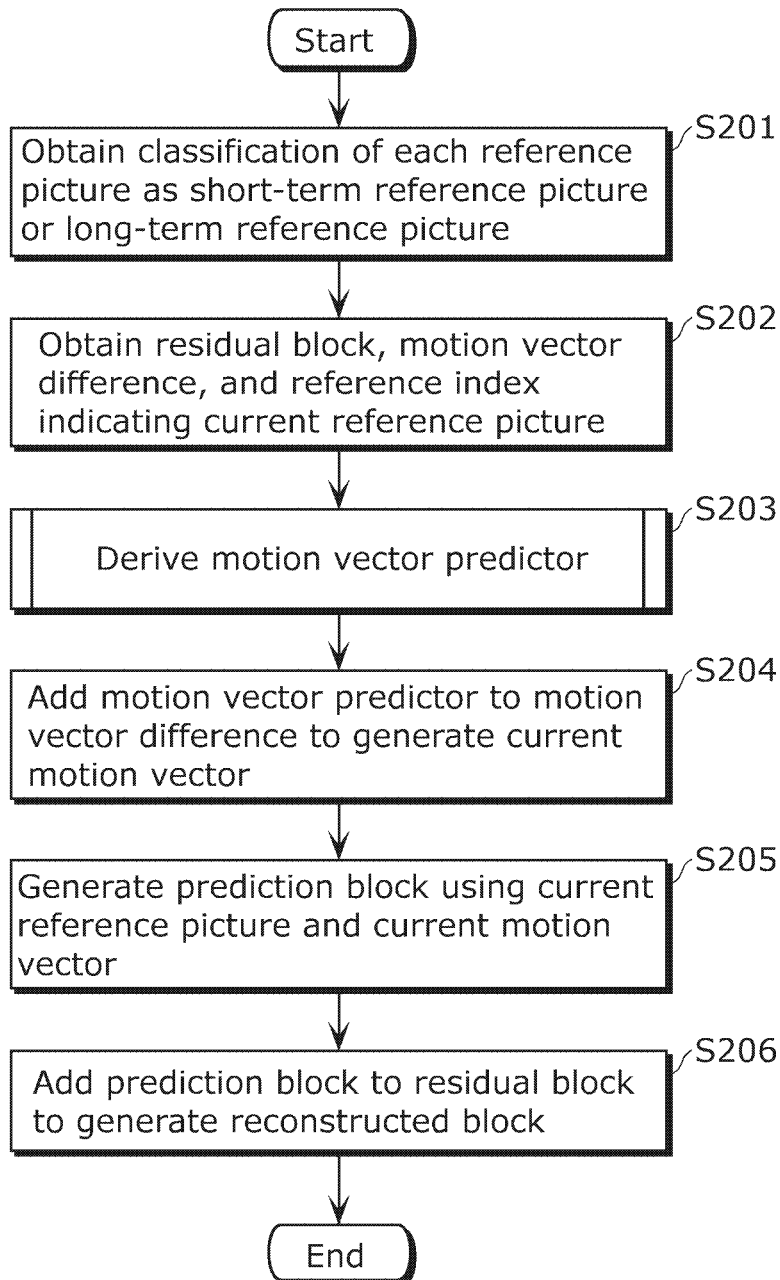 Start
S201
Obtain classification of each reference
picture as short-term reference picture
or long-term reference picture
S202
Obtain residual block, motion vector
difference, and reference index
indicating current reference picture
S203
Derive motion vector predictor
S204
Add motion vector predictor to motion
vector difference to generate current
motion vector
S205
Generate prediction block using current
reference picture and current motion
vector
S206
Add prediction block to residual block
to generate reconstructed block
End